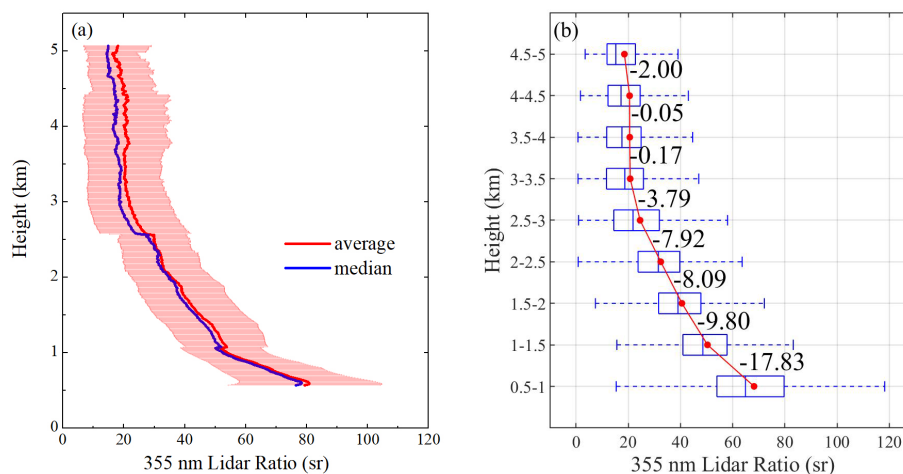 (a)
Height (km)
5
4
3
2
1
0
average
median
0 20 40 60 80 100 120
355 nm Lidar Ratio (sr)
(b)
Height (km)
4.5-5
4-4.5
3.5-4
3-3.5
2.5-3
2-2.5
1.5-2
1-1.5
0.5-1
-2.00
-0.05
-0.17
-3.79
-7.92
-8.09
-9.80
-17.83
0 20 40 60 80 100 120
355 nm Lidar Ratio (sr)